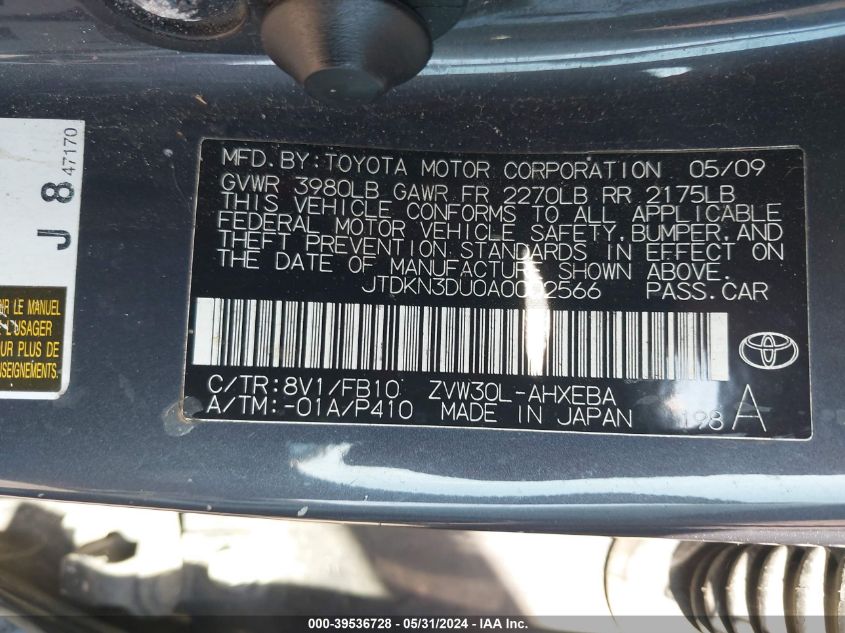 J 8 47170
R LE MANUEL
L'USAGER
UR PLUS DE
NSEIGNEMENTS.
MFD. BY: TOYOTA MOTOR CORPORATION 05/09
GVWR 3980LB GAWR FR 2270LB RR 2175LB
THIS VEHICLE CONFORMS TO ALL APPLICABLE
FEDERAL MOTOR VEHICLE SAFETY, BUMPER, AND
THEFT PREVENTION STANDARDS IN EFFECT ON
THE DATE OF MANUFACTURE SHOWN ABOVE.
PASS. CAR
C/TR: 8V1/FB10 ZVW30L-AHXEBA
A/TM: -01A/P410 MADE IN JAPAN 198 A
000-39536728 - 05/31/2024 - IAA Inc.